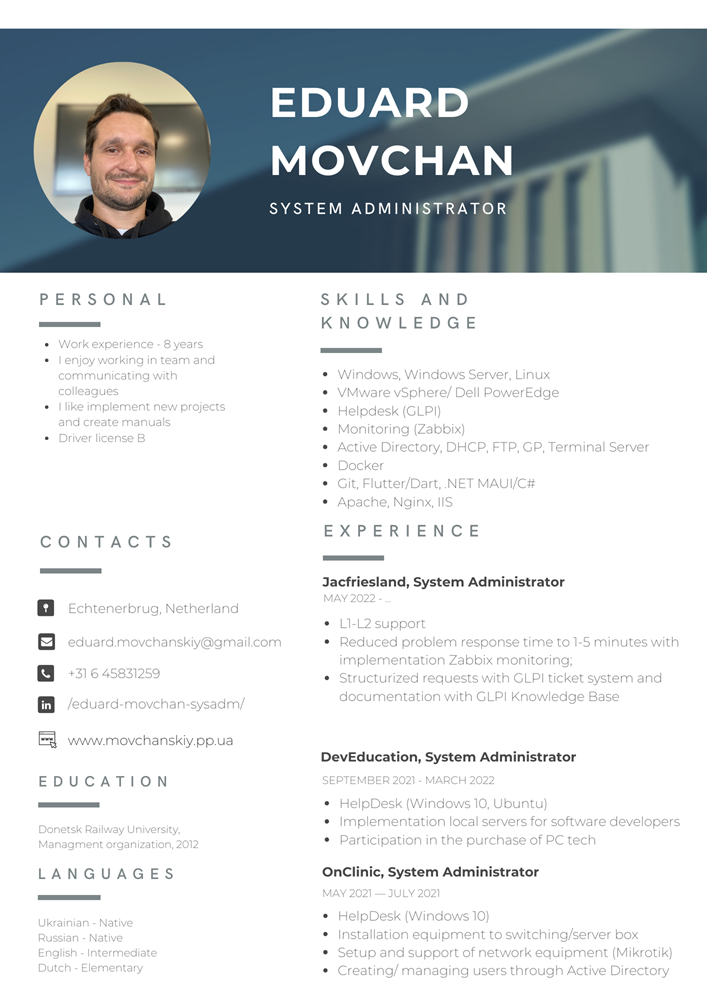 EDUARD
MOVCHAN
SYSTEM ADMINISTRATOR
PERSONAL
Work experience - 8 years
I enjoy working in team and
communicating with
colleagues
I like implement new projects
and create manuals
Driver license B
CONTACTS
Echtenerbrug, Netherland
eduard.movchanskiy@gmail.com
+31 6 45831259
/eduard-movchan-sysadm/
www.movchanskiy.pp.ua
EDUCATION
Donetsk Railway University,
Managment organization, 2012
LANGUAGES
Ukrainian - Native
Russian - Native
English - Intermediate
Dutch - Elementary
SKILLS AND
KNOWLEDGE
Windows, Windows Server, Linux
VMware vSphere/ Dell PowerEdge
Helpdesk (GLPI)
Monitoring (Zabbix)
Active Directory, DHCP, FTP, GP, Terminal Server
Docker
Git, Flutter/Dart, .NET MAUI/C#
Apache, Nginx, IIS
EXPERIENCE
Jacfriesland, System Administrator
MAY 2022 - ...
L1-L2 support
Reduced problem response time to 1-5 minutes with
implementation Zabbix monitoring;
Structurized requests with GLPI ticket system and
documentation with GLPI Knowledge Base
DevEducation, System Administrator
SEPTEMBER 2021 - MARCH 2022
HelpDesk (Windows 10, Ubuntu)
Implementation local servers for software developers
Participation in the purchase of PC tech
OnClinic, System Administrator
MAY 2021 — JULY 2021
HelpDesk (Windows 10)
Installation equipment to switching/server box
Setup and support of network equipment (Mikrotik)
Creating/ managing users through Active Directory